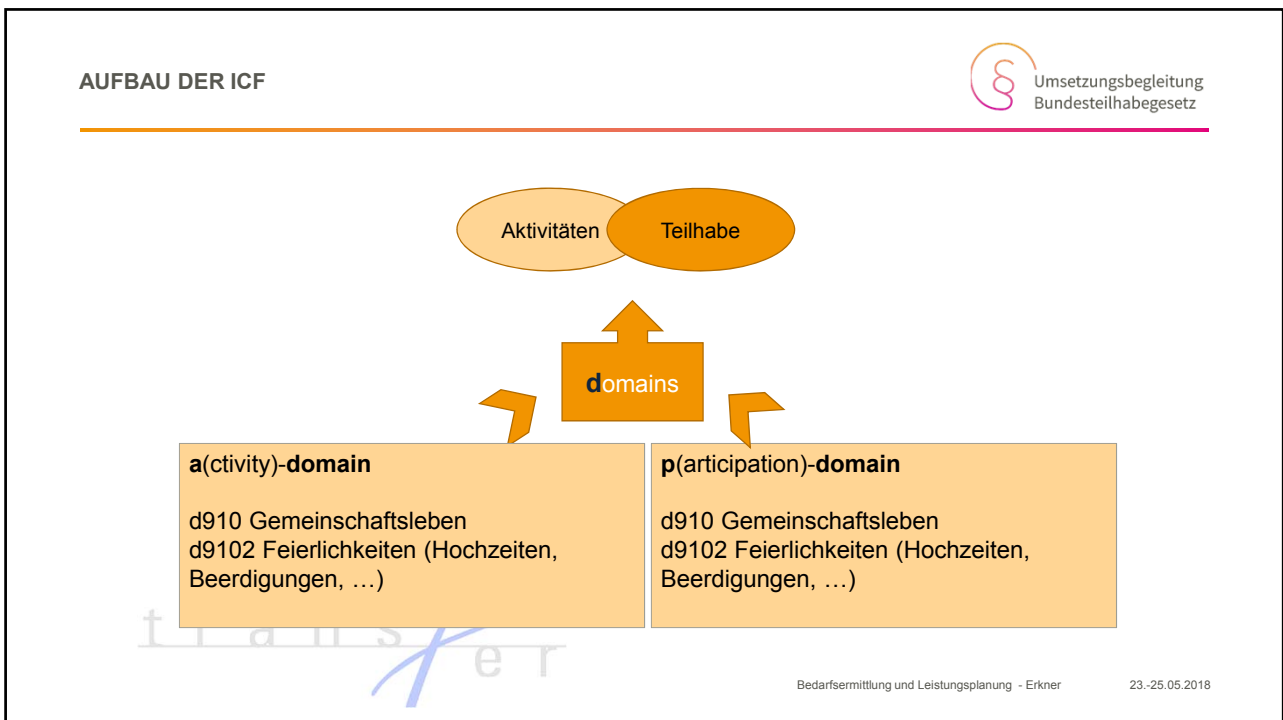 AUFBAU DER ICF
Umsetzungsbegleitung
Bundesteilhabegesetz
Aktivitäten
Teilhabe
domains
a(ctivity)-domain
d910 Gemeinschaftsleben
d9102 Feierlichkeiten (Hochzeiten,
Beerdigungen, …)
p(articipation)-domain
d910 Gemeinschaftsleben
d9102 Feierlichkeiten (Hochzeiten,
Beerdigungen, …)
transfer
Bedarfsermittlung und Leistungsplanung - Erkner
23.-25.05.2018